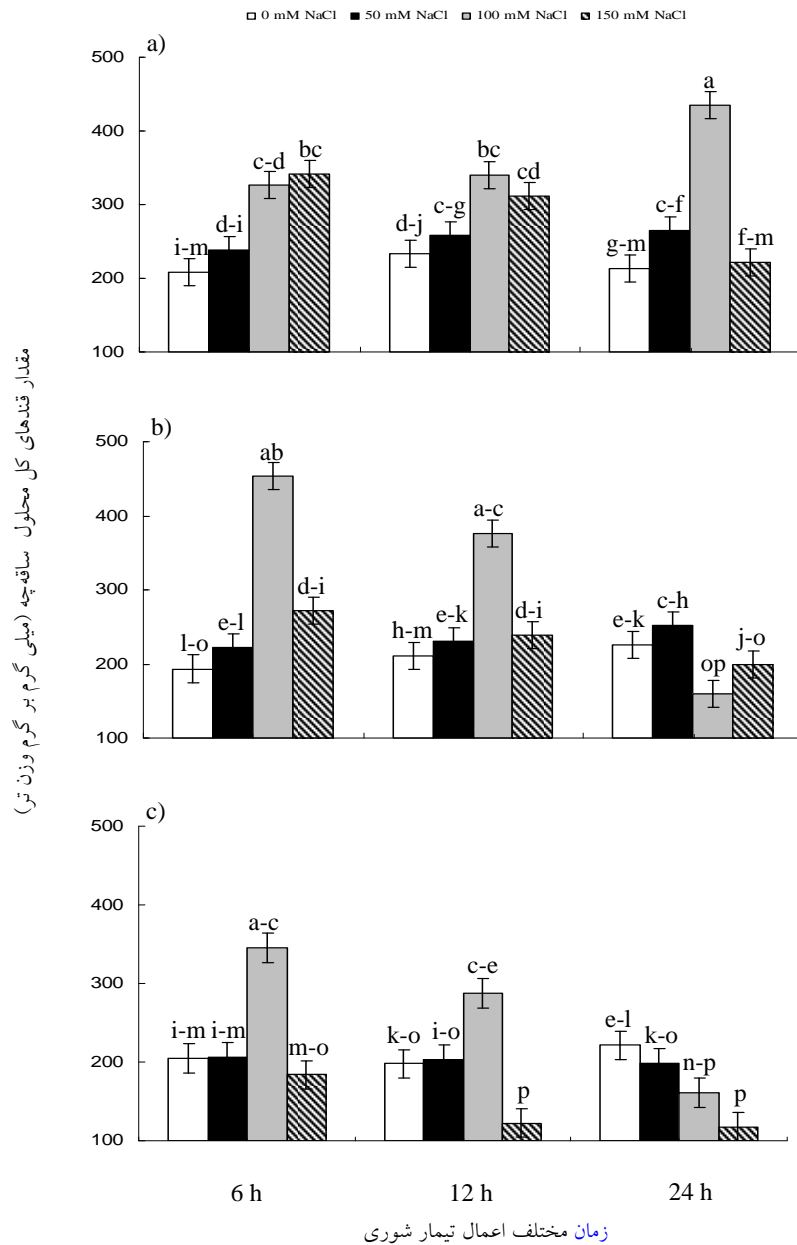 0 mM NaCl 50 mM NaCl 100 mM NaCl 150 mM NaCl
a)
500
400
300
200
100
i-m d-i c-d bc
d-j c-g bc cd
g-m c-f a f-m
مقدار قندهای کل محلول ساقه‌چه (میلی گرم بر گرم وزن تر)
b)
500
400
300
200
100
l-o e-l ab d-i
h-m e-k a-c d-i
e-k c-h op j-o
c)
500
400
300
200
100
i-m i-m a-c m-o
k-o i-o c-e p
e-l k-o n-p p
6 h 12 h 24 h
زمان مختلف اعمال تیمار شوری